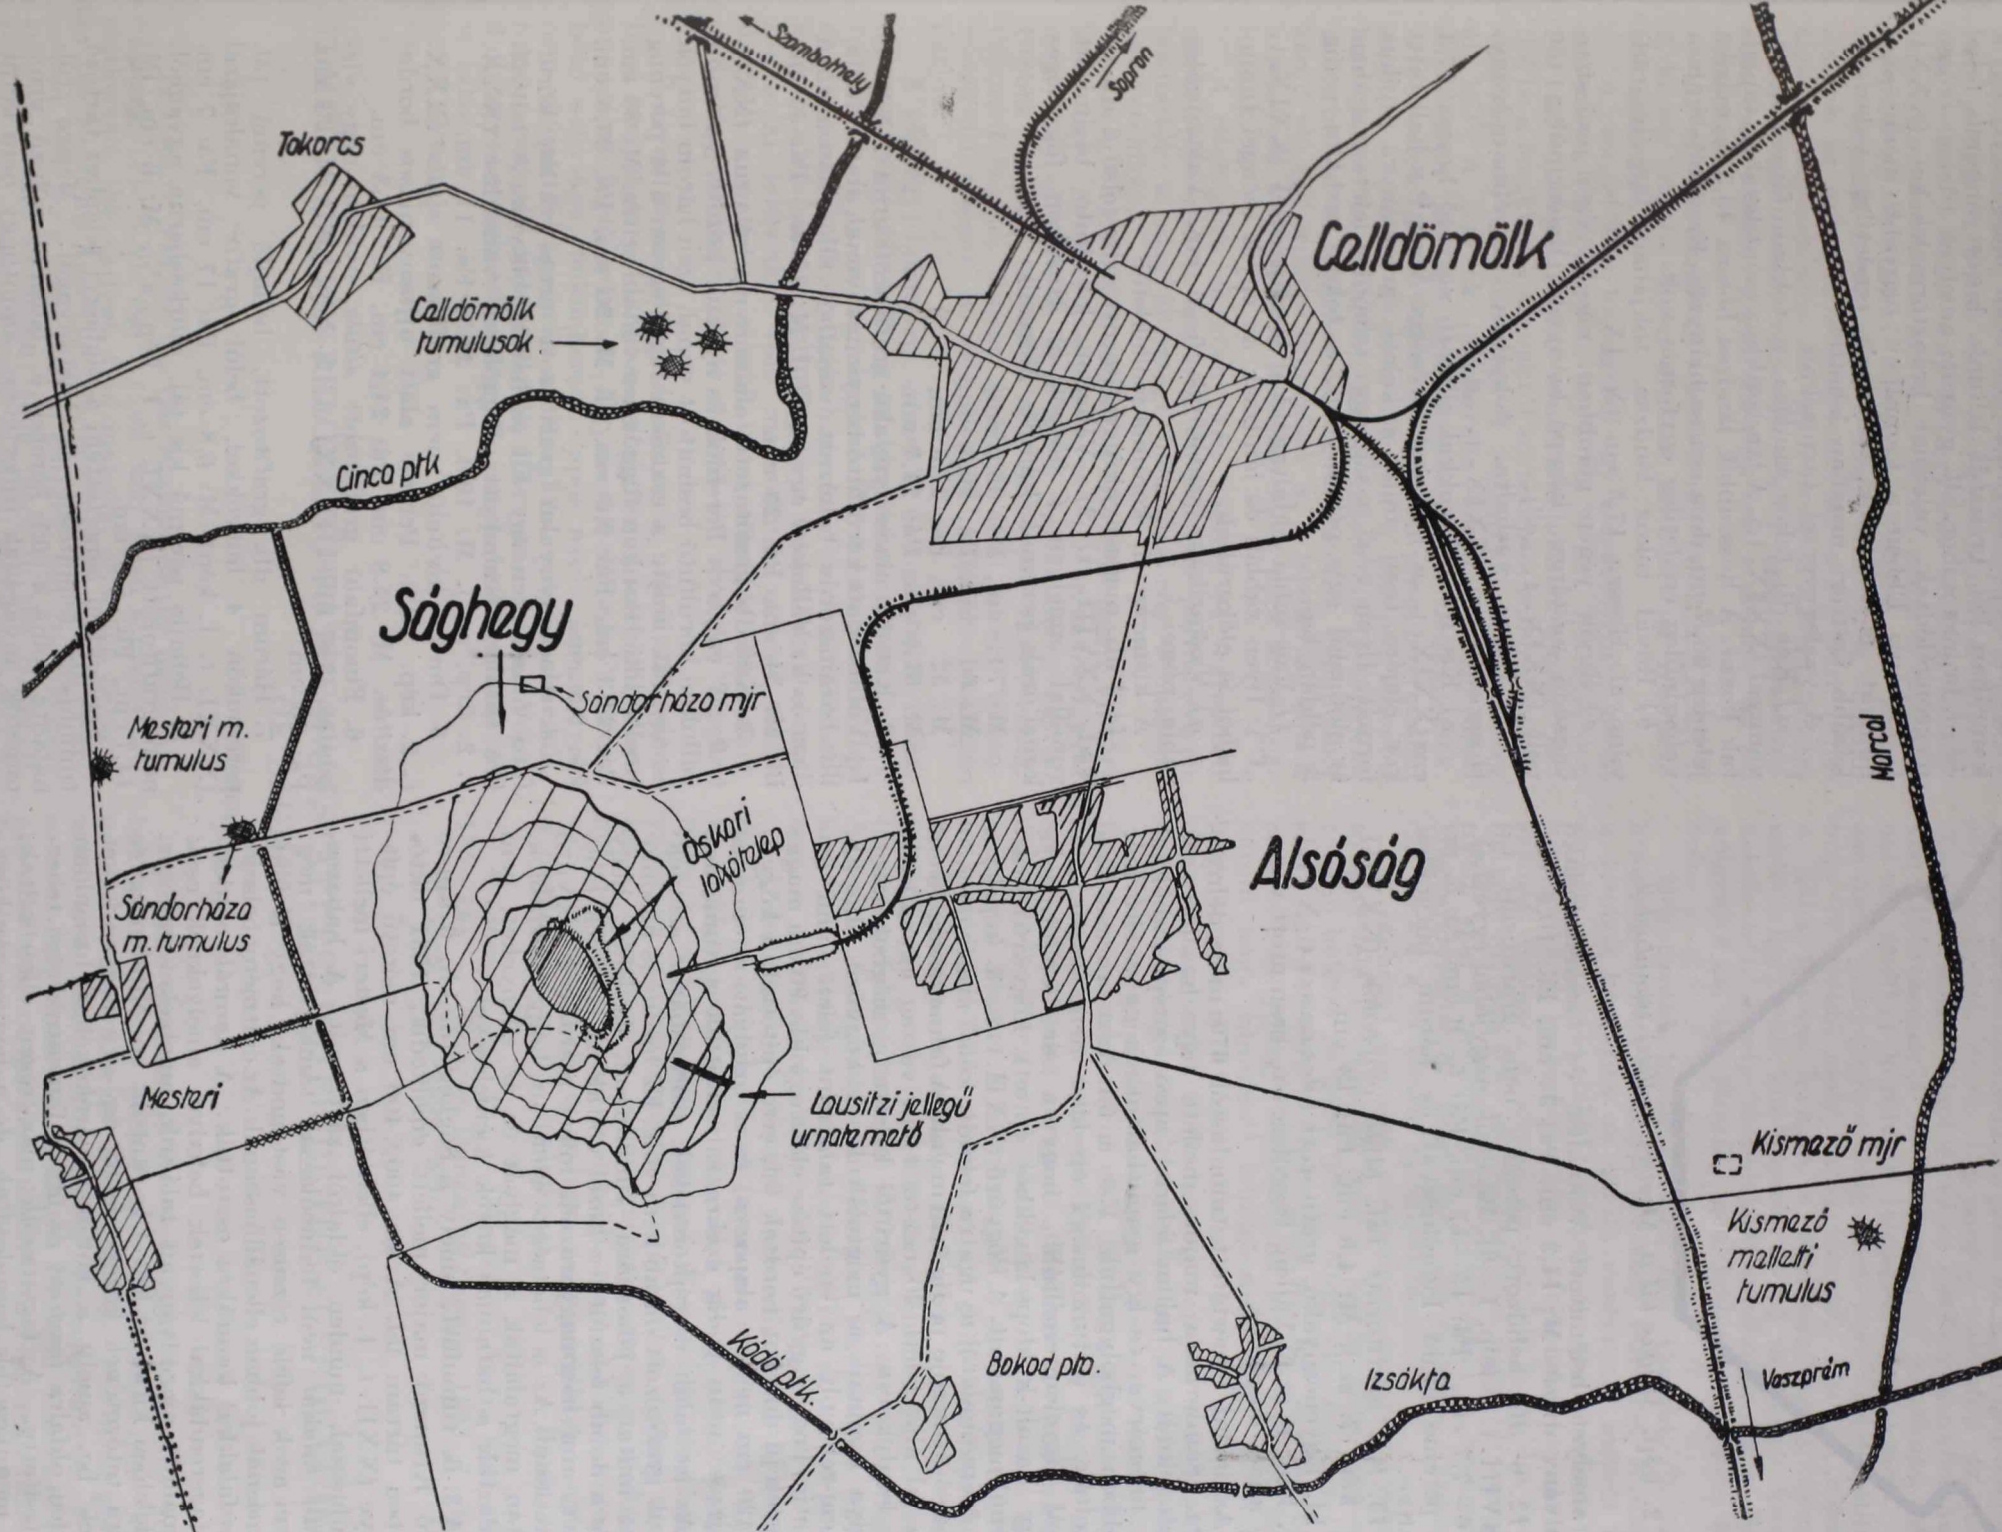 Szombathely
Sopron
Tokorcs
Celldömölk
Celldömölk
tumulusok
Cinca ptk
Sághegy
Sándorháza mjr
Mesteri m.
tumulus
Marcal
Őskori
lakótelep
Alsóság
Sándorháza
m. tumulus
Mesteri
Lausitzi jellegű
urnatemető
Kismező mjr
Kismező
melletti
tumulus
Kódó ptk.
Bokod pta.
Izsákfa
Veszprém